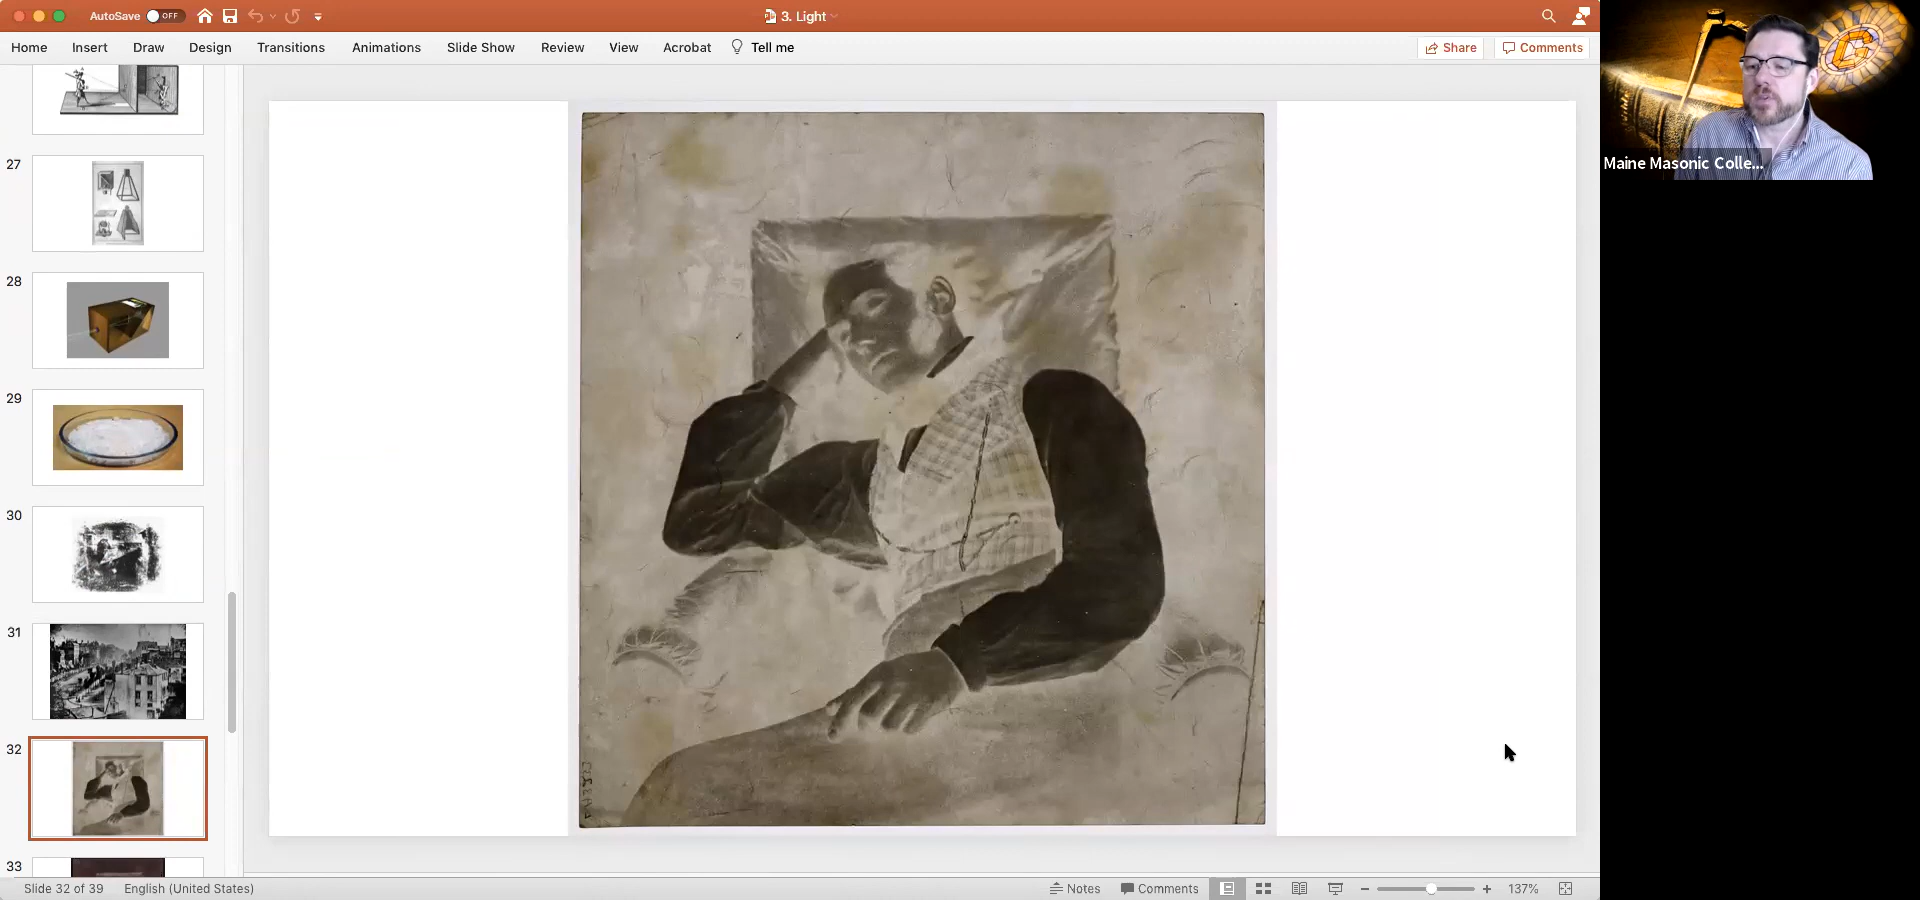 AutoSave OFF
3. Light
Home Insert Draw Design Transitions Animations Slide Show Review View Acrobat Tell me
Share Comments
27
28
29
30
31
32
33
Slide 32 of 39 English (United States)
Notes Comments 137%
Maine Masonic Colle...
G